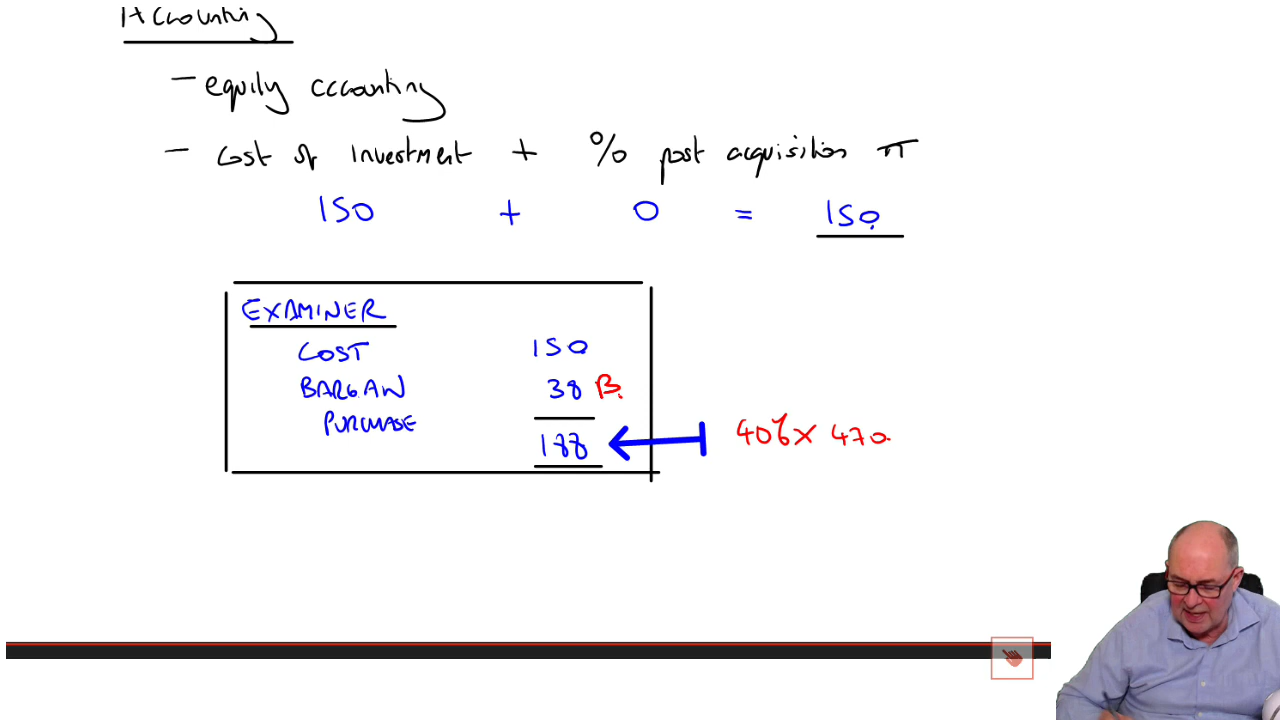 Accounting
- equity accounting
- Cost of investment + % post acquisition π
150 + 0 = 150
EXAMINER
COST 150
BARGAIN 38 B.
PURCHASE
188 40% x 470